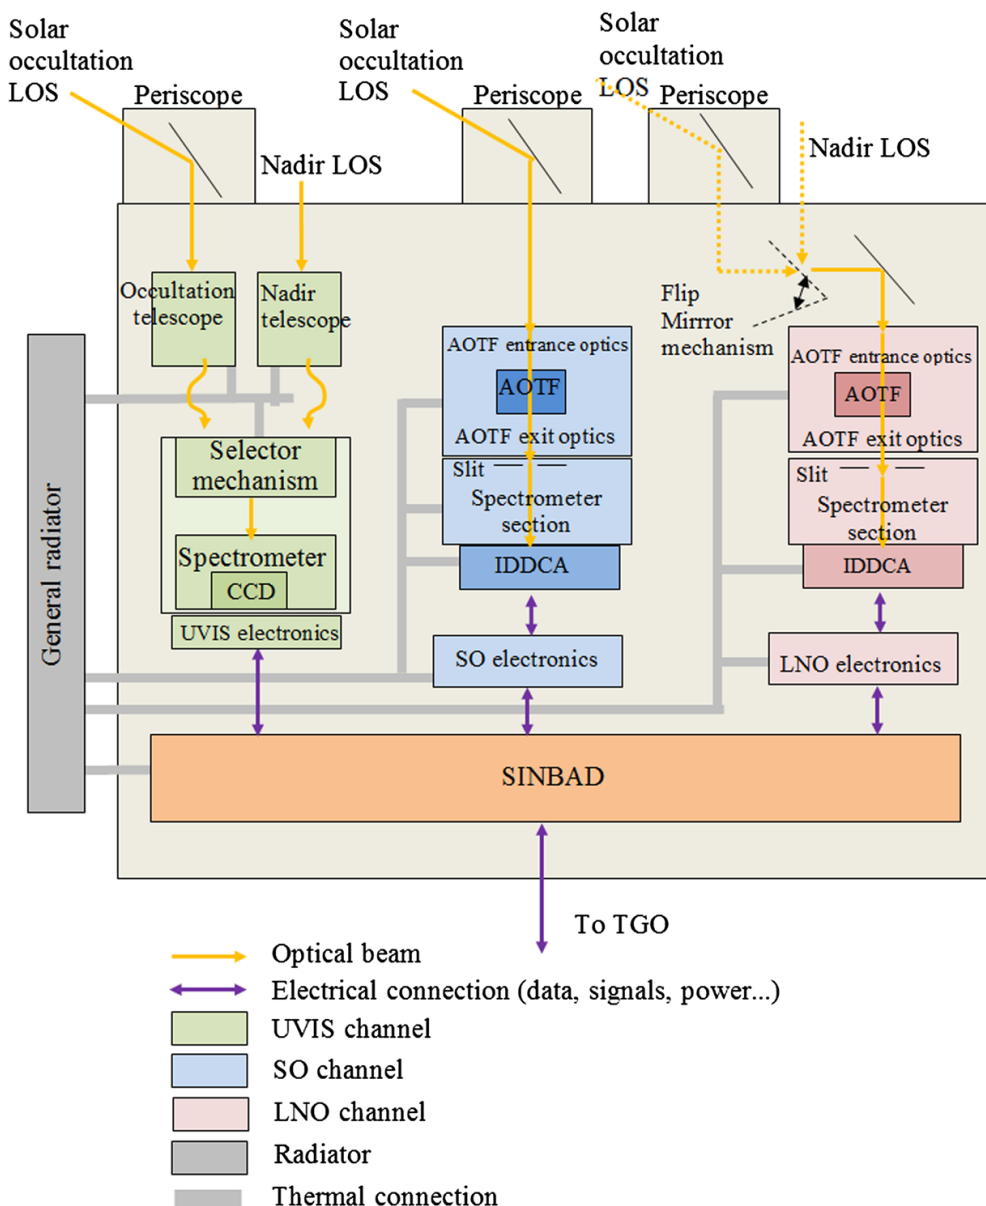 Solar
occultation
LOS
Periscope
Nadir LOS
Solar
occultation
LOS
Periscope
Solar
occultation
LOS
Periscope
Nadir LOS
Occultation
telescope
Nadir
telescope
Selector
mechanism
Spectrometer
CCD
UVIS electronics
General radiator
AOTF entrance optics
AOTF
AOTF exit optics
Slit
Spectrometer
section
IDDCA
SO electronics
Flip
Mirrror
mechanism
AOTF entrance optics
AOTF
AOTF exit optics
Slit
Spectrometer
section
IDDCA
LNO electronics
SINBAD
To TGO
Optical beam
Electrical connection (data, signals, power...)
UVIS channel
SO channel
LNO channel
Radiator
Thermal connection